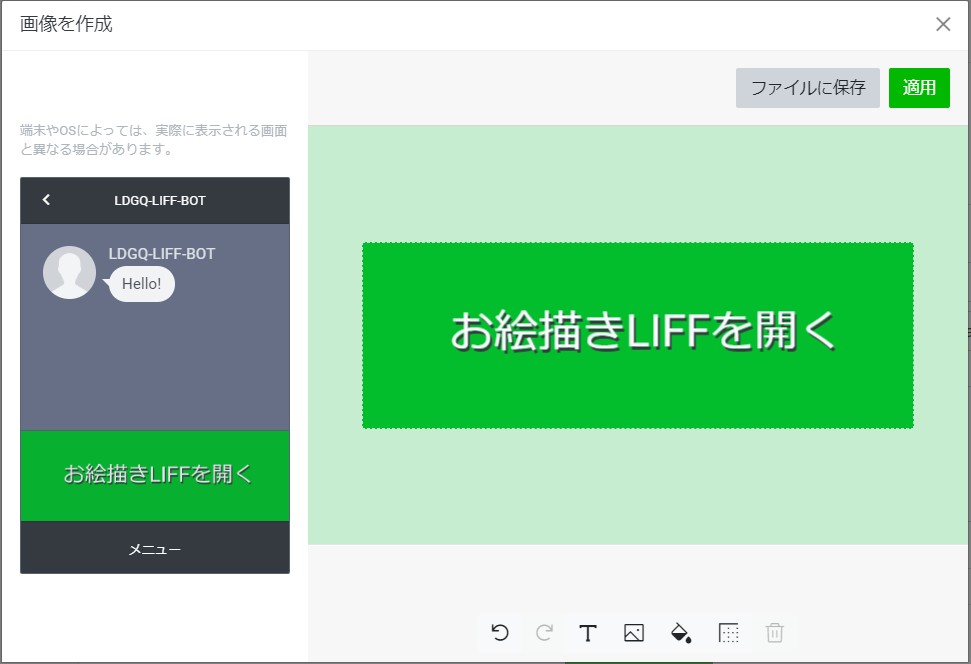 画像を作成
ファイルに保存
適用
端末やOSによっては、実際に表示される画面
と異なる場合があります。
LDGQ-LIFF-BOT
LDGQ-LIFF-BOT
Hello!
お絵描きLIFFを開く
メニュー
お絵描きLIFFを開く